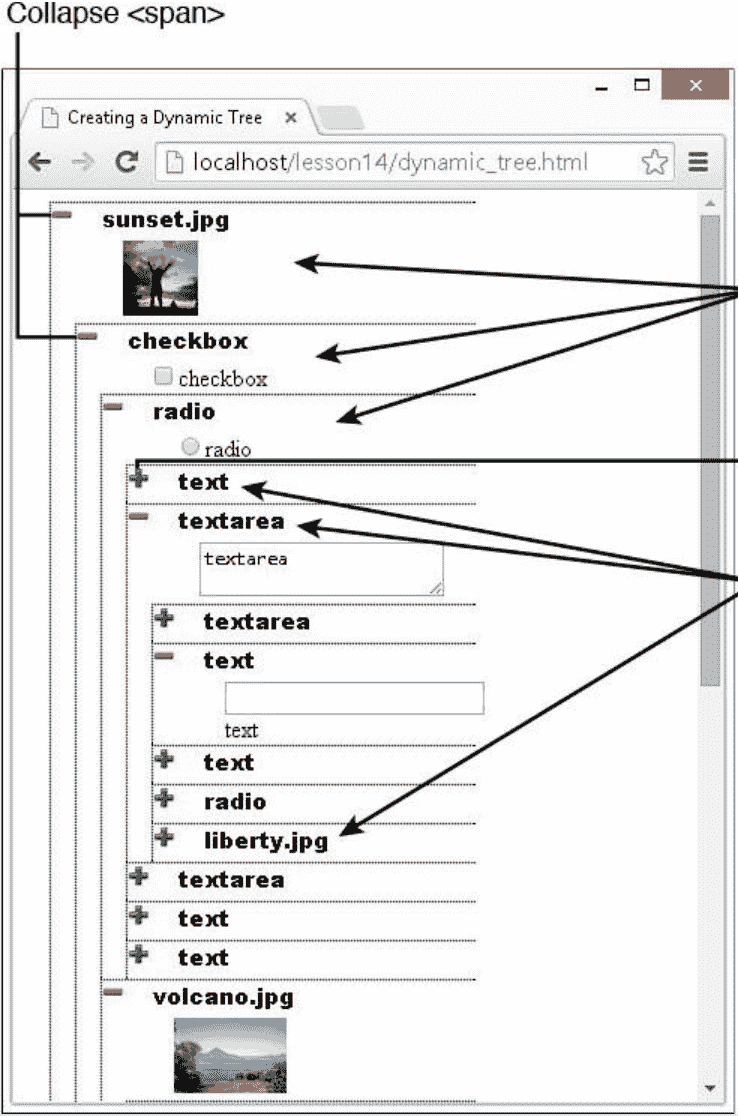 Collapse <span>
Creating a Dynamic Tree
localhost/lesson14/dynamic_tree.html
sunset.jpg
checkbox
checkbox
radio
radio
text
textarea
textarea
textarea
text
text
text
radio
liberty.jpg
textarea
text
text
volcano.jpg